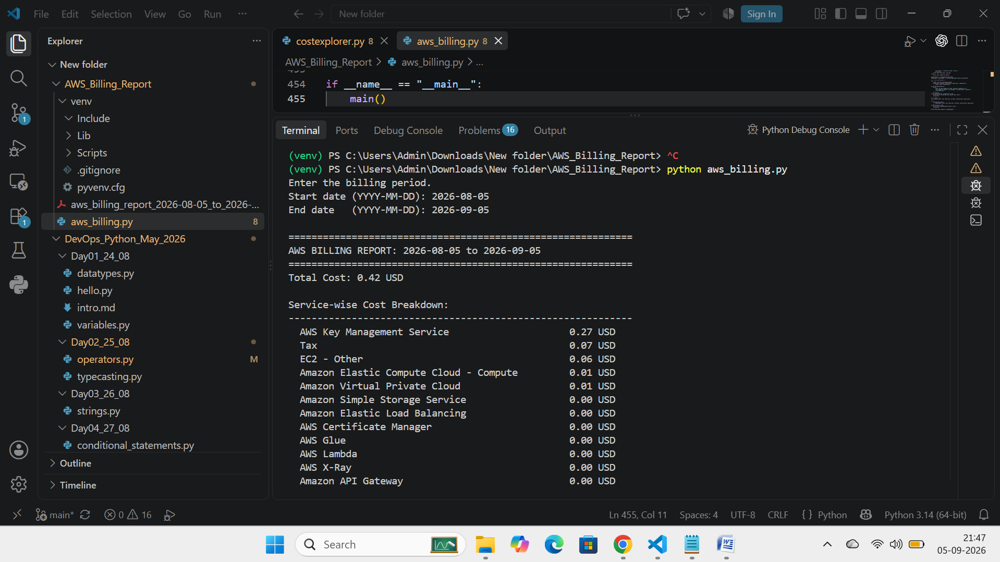 File Edit Selection View Go Run ···
New folder
Sign In
Explorer
New folder
AWS_Billing_Report
venv
Include
Lib
Scripts
.gitignore
pyvenv.cfg
aws_billing_report_2026-08-05_to_2026-...
aws_billing.py 8
DevOps_Python_May_2026
Day01_24_08
datatypes.py
hello.py
intro.md
variables.py
Day02_25_08
operators.py M
typecasting.py
Day03_26_08
strings.py
Day04_27_08
conditional_statements.py
Outline
Timeline
1
1
costexplorer.py 8
aws_billing.py 8
AWS_Billing_Report > aws_billing.py > ...
454 if __name__ == "__main__":
455 main()
Terminal Ports Debug Console Problems 16 Output
Python Debug Console
(venv) PS C:\Users\Admin\Downloads\New folder\AWS_Billing_Report> ^C
(venv) PS C:\Users\Admin\Downloads\New folder\AWS_Billing_Report> python aws_billing.py
Enter the billing period.
Start date (YYYY-MM-DD): 2026-08-05
End date   (YYYY-MM-DD): 2026-09-05
============================================================
AWS BILLING REPORT: 2026-08-05 to 2026-09-05
============================================================
Total Cost: 0.42 USD
Service-wise Cost Breakdown:
------------------------------------------------------------
AWS Key Management Service 0.27 USD
Tax 0.07 USD
EC2 - Other 0.06 USD
Amazon Elastic Compute Cloud - Compute 0.01 USD
Amazon Virtual Private Cloud 0.01 USD
Amazon Simple Storage Service 0.00 USD
Amazon Elastic Load Balancing 0.00 USD
AWS Certificate Manager 0.00 USD
AWS Glue 0.00 USD
AWS Lambda 0.00 USD
AWS X-Ray 0.00 USD
Amazon API Gateway 0.00 USD
main* 0 16
Ln 455, Col 11 Spaces: 4 UTF-8 CRLF {} Python Python 3.14 (64-bit)
Search
21:47
05-09-2026